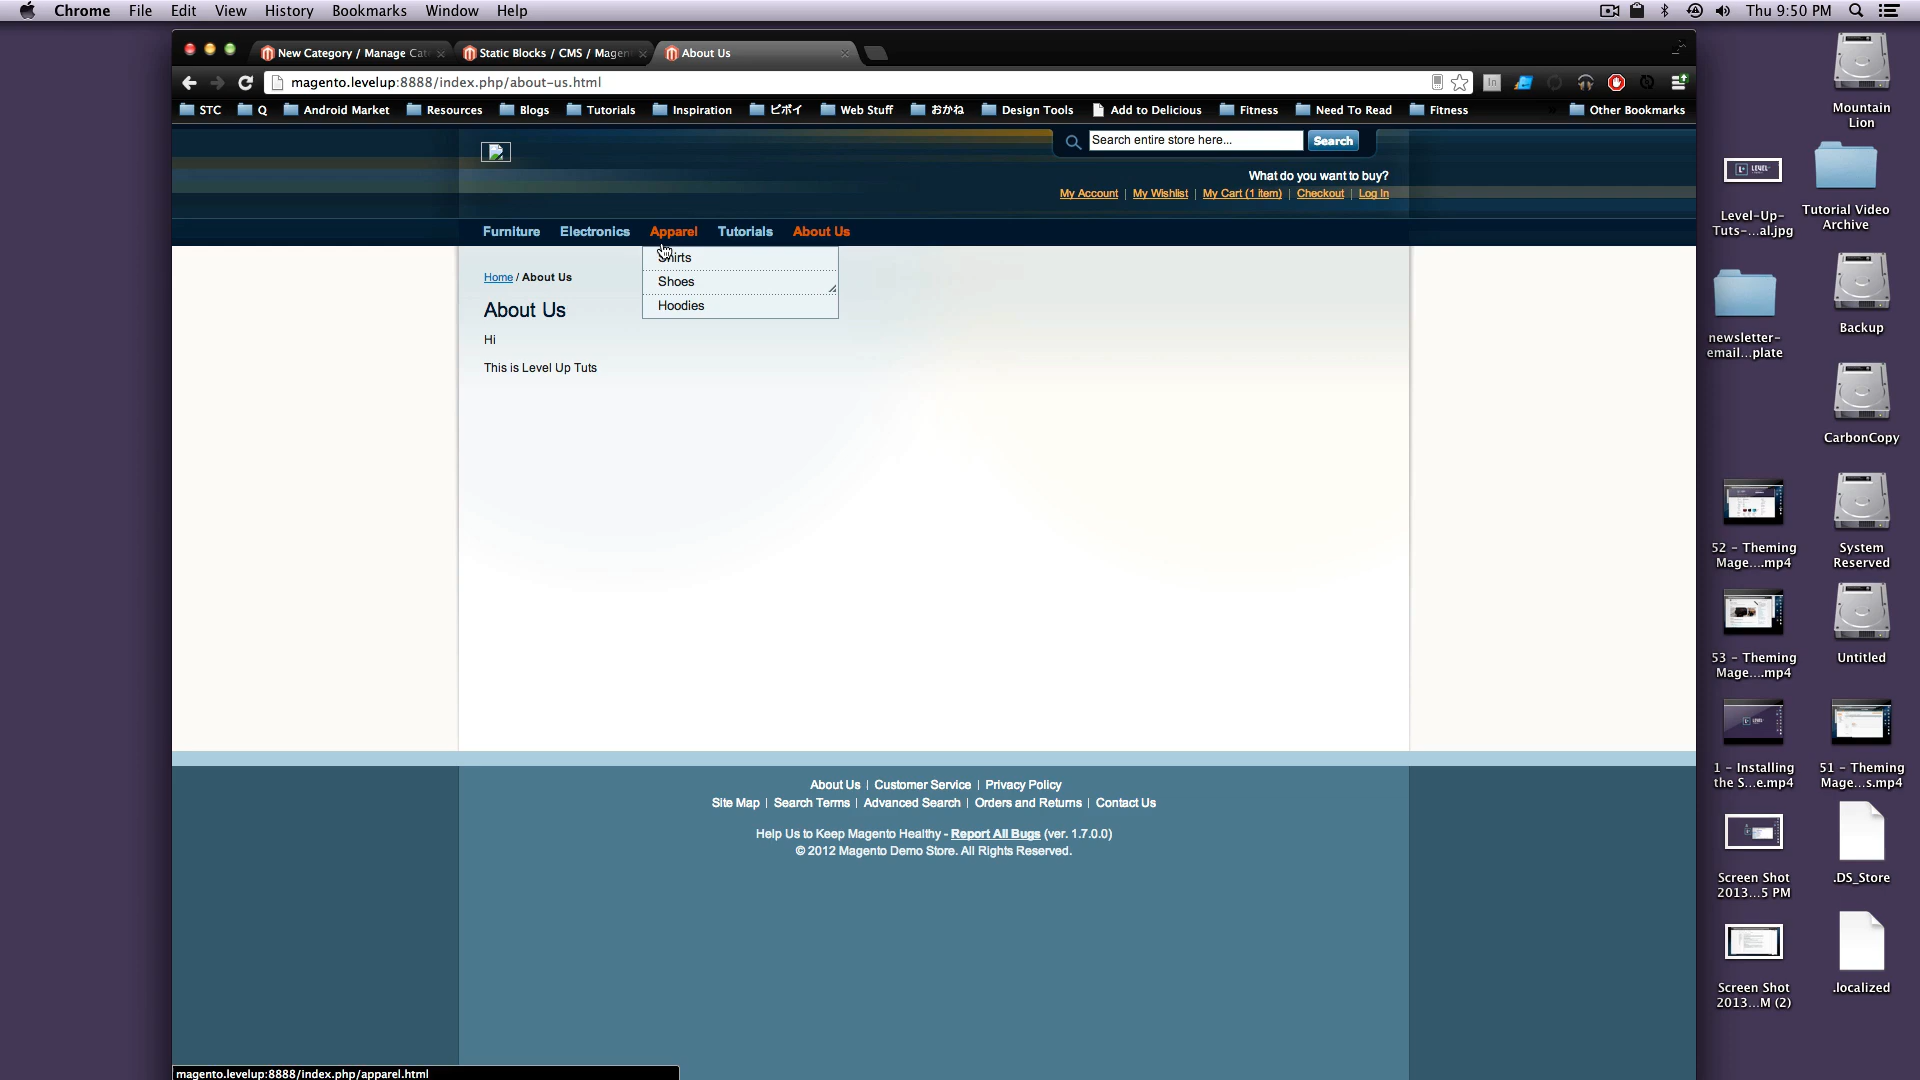 Chrome File Edit View History Bookmarks Window Help Thu 9:50 PM
New Category / Manage Cat Static Blocks / CMS / Magen About Us
magento.levelup:8888/index.php/about-us.html
STC Q Android Market Resources Blogs Tutorials Inspiration ビボイ Web Stuff おかね Design Tools Add to Delicious Fitness Need To Read Fitness Other Bookmarks
Search entire store here... Search
What do you want to buy?
My Account | My Wishlist | My Cart (1 item) | Checkout | Log In
Furniture Electronics Apparel Tutorials About Us
Shirts
Shoes
Hoodies
Home / About Us
About Us
Hi
This is Level Up Tuts
About Us | Customer Service | Privacy Policy
Site Map | Search Terms | Advanced Search | Orders and Returns | Contact Us
Help Us to Keep Magento Healthy - Report All Bugs (ver. 1.7.0.0)
© 2012 Magento Demo Store. All Rights Reserved.
magento.levelup:8888/index.php/apparel.html
Mountain
Lion
Level-Up-
Tuts-...al.jpg
Tutorial Video
Archive
newsletter-
email...plate
Backup
CarbonCopy
52 - Theming
Mage....mp4
System
Reserved
53 - Theming
Mage....mp4
Untitled
1 - Installing
the S...e.mp4
51 - Theming
Mage...s.mp4
Screen Shot
2013...5 PM
.DS_Store
Screen Shot
2013...M (2)
.localized